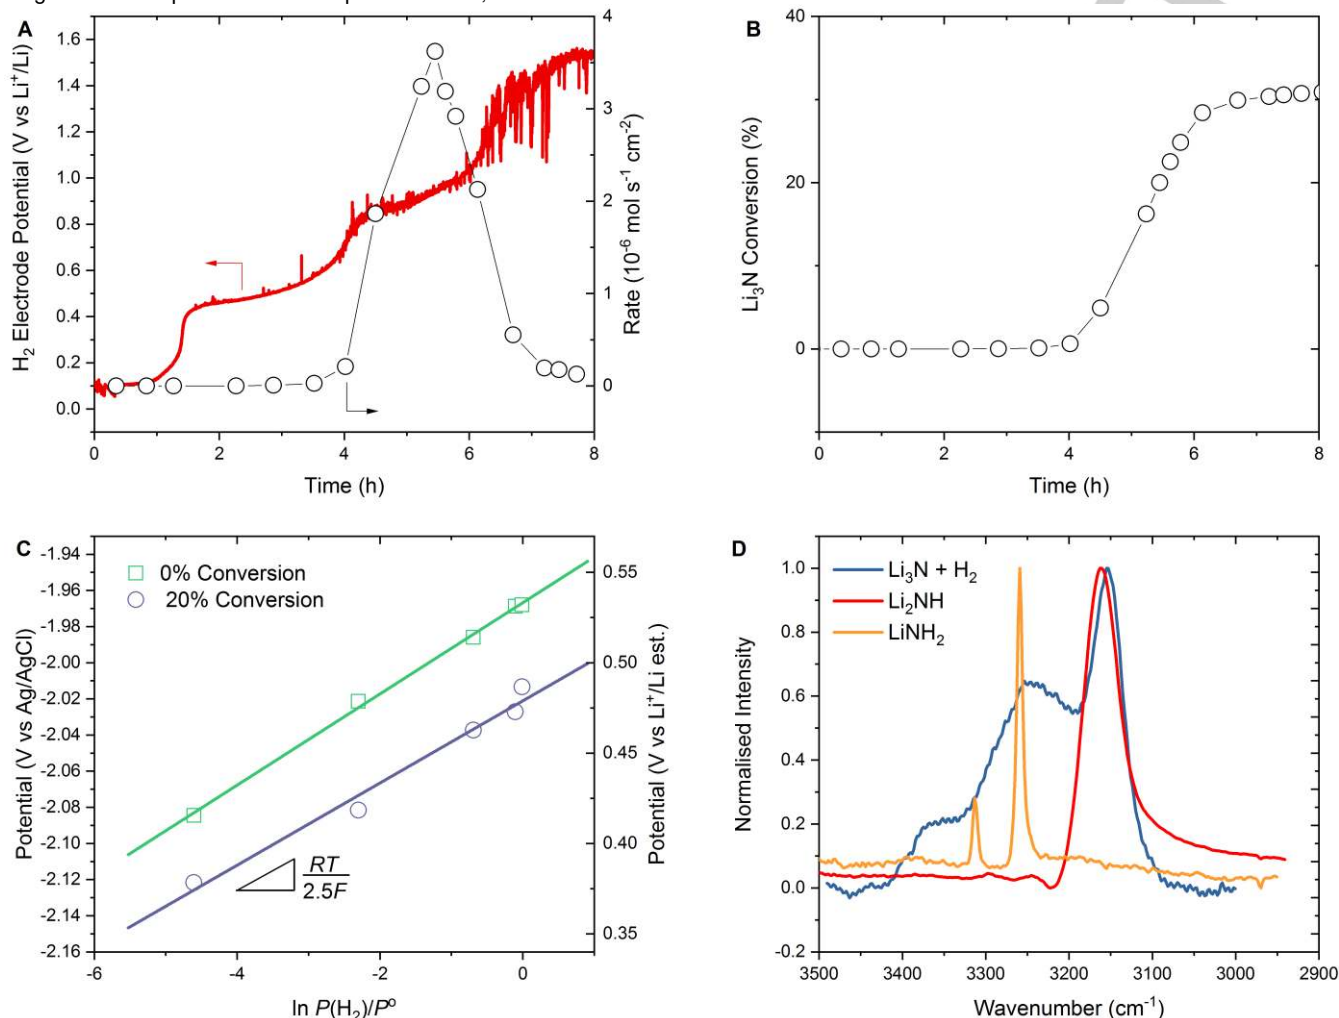 A
1.6
1.4
1.2
1.0
0.8
0.6
0.4
0.2
0.0
H₂ Electrode Potential (V vs Li⁺/Li)
4
3
2
1
0
Rate (10⁻⁶ mol s⁻¹ cm⁻²)
0 2 4 6 8
Time (h)
B
40
20
0
Li₃N Conversion (%)
0 2 4 6 8
Time (h)
C
-1.94
-1.96
-1.98
-2.00
-2.02
-2.04
-2.06
-2.08
-2.10
-2.12
-2.14
-2.16
Potential (V vs Ag/AgCl)
0% Conversion
20% Conversion
RT
2.5F
0.55
0.50
0.45
0.40
0.35
Potential (V vs Li⁺/Li est.)
-6 -4 -2 0
ln P(H₂)/Pº
D
1.0
0.8
0.6
0.4
0.2
0.0
-0.2
Normalised Intensity
Li₃N + H₂
Li₂NH
LiNH₂
3500 3400 3300 3200 3100 3000 2900
Wavenumber (cm⁻¹)